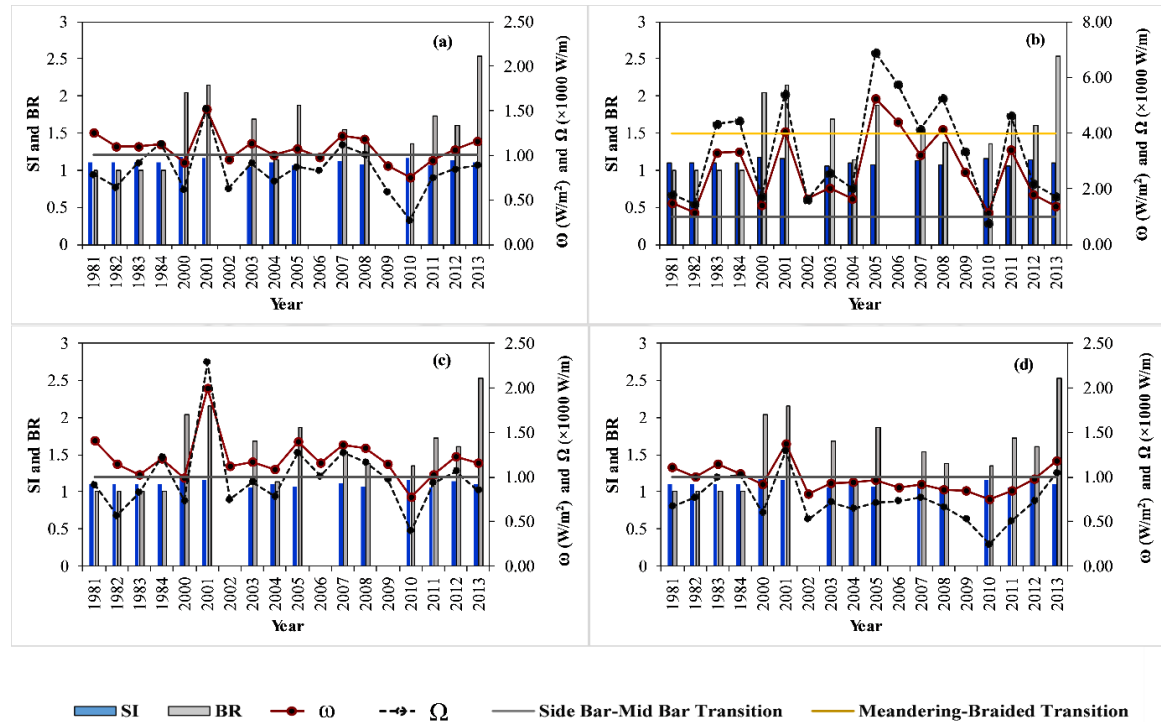 (a)
SI and BR
3
2.5
2
1.5
1
0.5
0
2.50
2.00
1.50
1.00
0.50
0.00
ω (W/m²) and Ω (×1000 W/m)
1981 1982 1983 1984 2000 2001 2002 2003 2004 2005 2006 2007 2008 2009 2010 2011 2012 2013
Year
(b)
SI and BR
3
2.5
2
1.5
1
0.5
0
8.00
6.00
4.00
2.00
0.00
ω (W/m²) and Ω (×1000 W/m)
1981 1982 1983 1984 2000 2001 2002 2003 2004 2005 2006 2007 2008 2009 2010 2011 2012 2013
Year
(c)
SI and BR
3
2.5
2
1.5
1
0.5
0
2.50
2.00
1.50
1.00
0.50
0.00
ω (W/m²) and Ω (×1000 W/m)
1981 1982 1983 1984 2000 2001 2002 2003 2004 2005 2006 2007 2008 2009 2010 2011 2012 2013
Year
(d)
SI and BR
3
2.5
2
1.5
1
0.5
0
2.50
2.00
1.50
1.00
0.50
0.00
ω (W/m²) and Ω (×1000 W/m)
1981 1982 1983 1984 2000 2001 2002 2003 2004 2005 2006 2007 2008 2009 2010 2011 2012 2013
Year
SI BR ω Ω Side Bar-Mid Bar Transition Meandering-Braided Transition